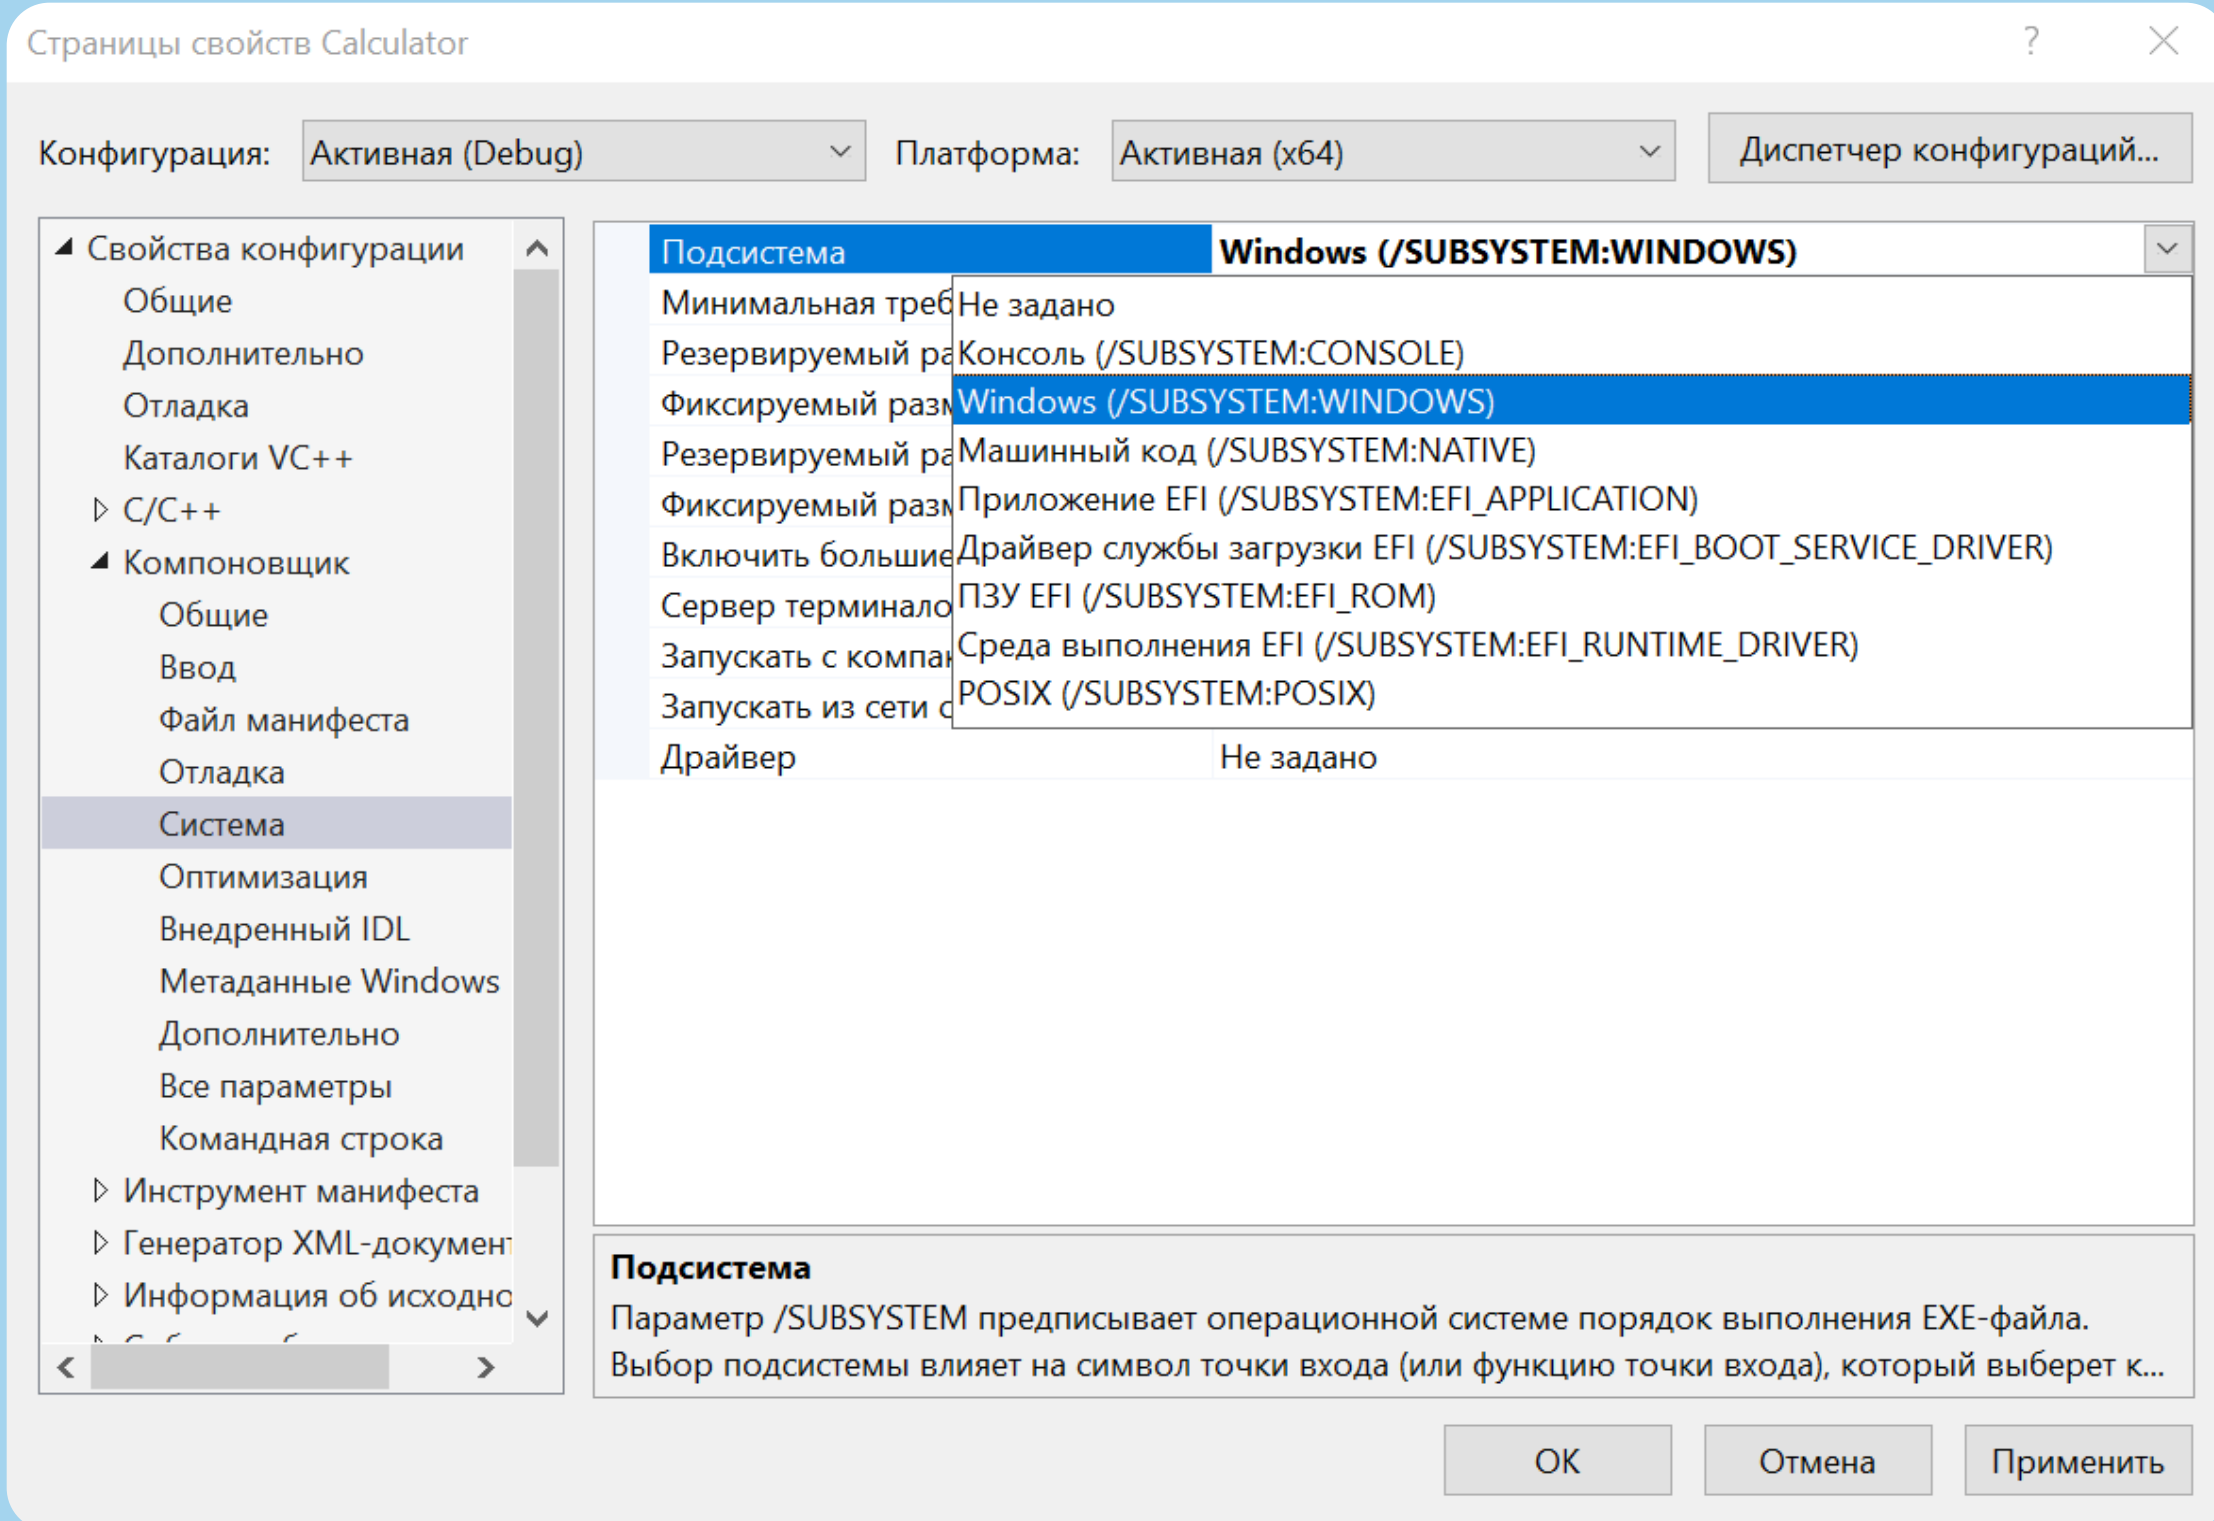 Страницы свойств Calculator
?
Конфигурация: Активная (Debug) Платформа: Активная (x64) Диспетчер конфигураций...
Свойства конфигурации
Общие
Дополнительно
Отладка
Каталоги VC++
C/C++
Компоновщик
Общие
Ввод
Файл манифеста
Отладка
Система
Оптимизация
Внедренный IDL
Метаданные Windows
Дополнительно
Все параметры
Командная строка
Инструмент манифеста
Генератор XML-документ
Информация об исходно
Подсистема Windows (/SUBSYSTEM:WINDOWS)
Минимальная треб
Резервируемый ра
Фиксируемый разм
Резервируемый ра
Фиксируемый разм
Включить большие
Сервер терминало
Запускать с компак
Запускать из сети с
Драйвер Не задано
Не задано
Консоль (/SUBSYSTEM:CONSOLE)
Windows (/SUBSYSTEM:WINDOWS)
Машинный код (/SUBSYSTEM:NATIVE)
Приложение EFI (/SUBSYSTEM:EFI_APPLICATION)
Драйвер службы загрузки EFI (/SUBSYSTEM:EFI_BOOT_SERVICE_DRIVER)
ПЗУ EFI (/SUBSYSTEM:EFI_ROM)
Среда выполнения EFI (/SUBSYSTEM:EFI_RUNTIME_DRIVER)
POSIX (/SUBSYSTEM:POSIX)
Подсистема
Параметр /SUBSYSTEM предписывает операционной системе порядок выполнения EXE-файла.
Выбор подсистемы влияет на символ точки входа (или функцию точки входа), который выберет к...
ОК Отмена Применить